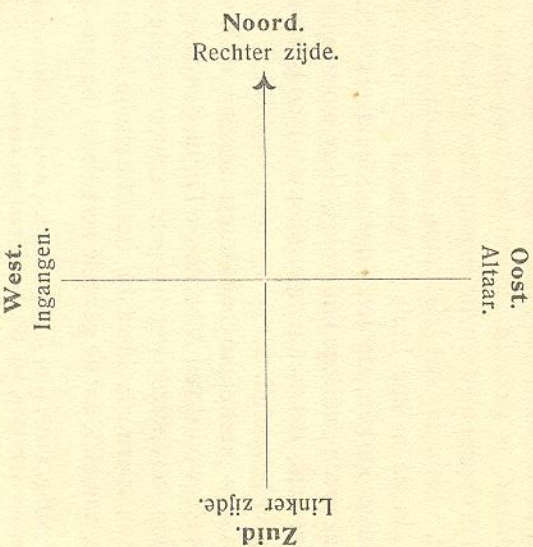 Noord.
Rechter zijde.
West.
Ingangen.
Oost.
Altaar.
Linker zijde.
Zuid.